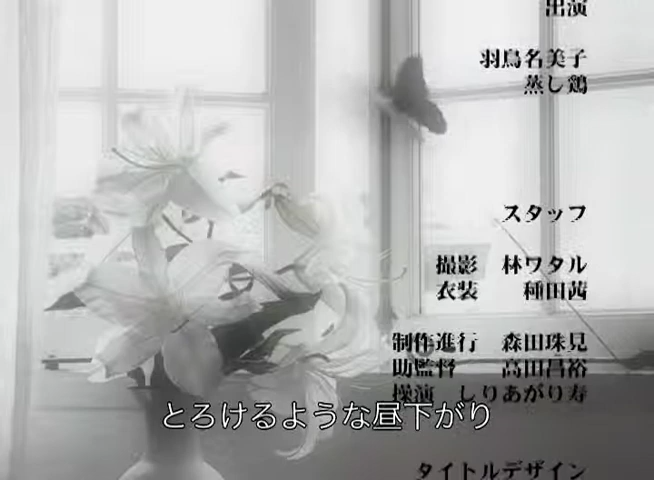 出演
羽鳥名美子
蒸し鶏
スタッフ
撮影 林ワタル
衣装 種田茜
制作進行 森田珠見
助監督 高田昌裕
操演 しりあがり寿
とろけるような昼下がり
タイトルデザイン